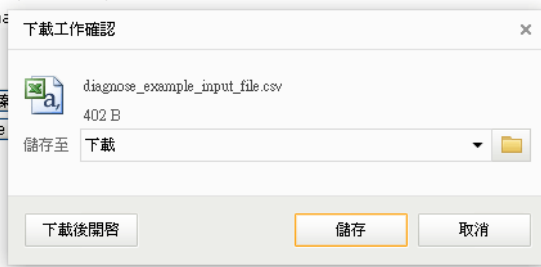 下載工作確認
diagnose_example_input_file.csv
402 B
儲存至 下載
下載後開啓 儲存 取消